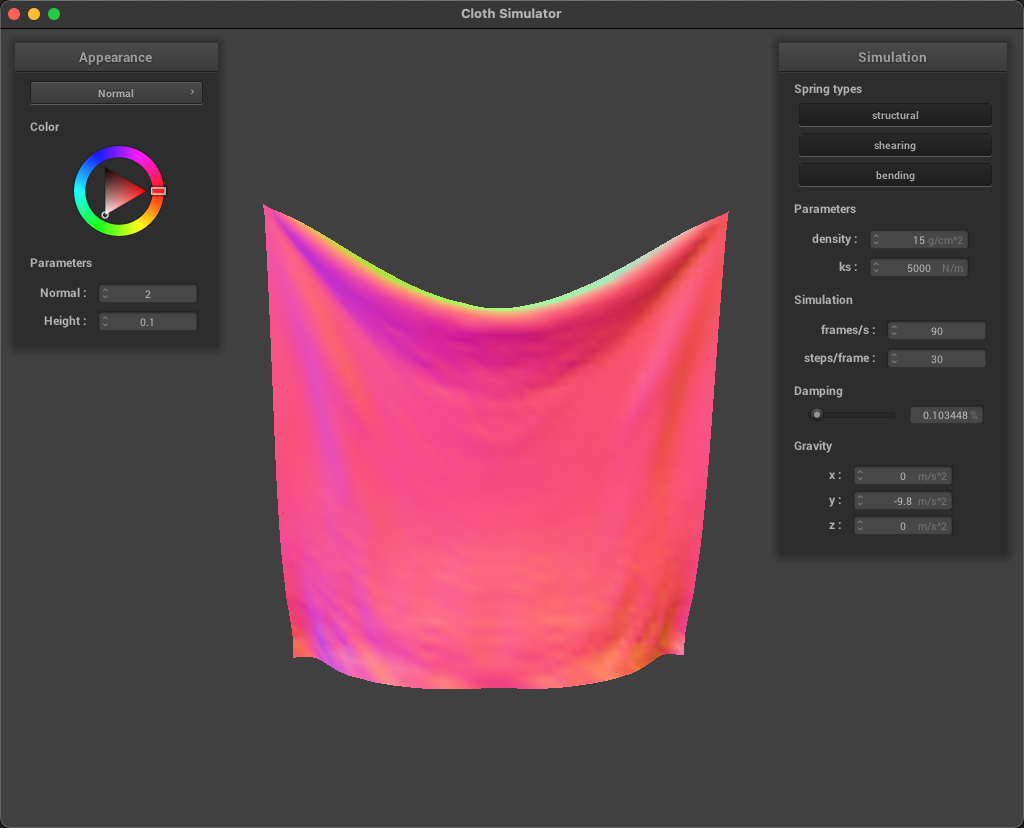 Cloth Simulator
Appearance
Normal
Color
Parameters
Normal : 2
Height : 0.1
Simulation
Spring types
structural
shearing
bending
Parameters
density : 15 g/cm^2
ks : 5000 N/m
Simulation
frames/s : 90
steps/frame : 30
Damping
0.103448 %
Gravity
x : 0 m/s^2
y : -9.8 m/s^2
z : 0 m/s^2